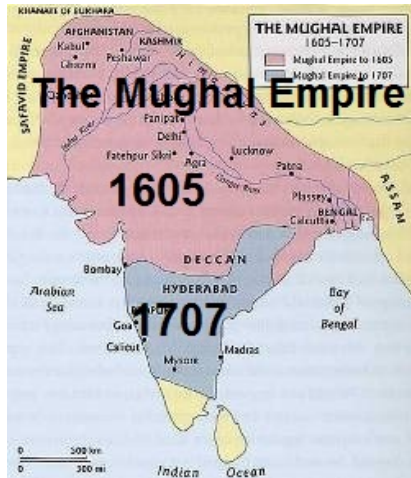 KHANATE OF BUKHARA
THE MUGHAL EMPIRE
1605–1707
Mughal Empire to 1605
Mughal Empire to 1707
AFGHANISTAN
KASHMIR
Kabul
Peshawar
Ghazna
SAFAVID EMPIRE
Himalayas
The Mughal Empire
Indus River
Panipat
Delhi
Fatehpur Sikri
Agra
Lucknow
Patna
Ganges River
ASSAM
1605
Plassey
BENGAL
Calcutta
DECCAN
Bombay
HYDERABAD
Arabian
Sea
1707
Goa
Bay
of
Bengal
Calicut
Madras
Mysore
0 500 km
0 300 mi
Indian Ocean